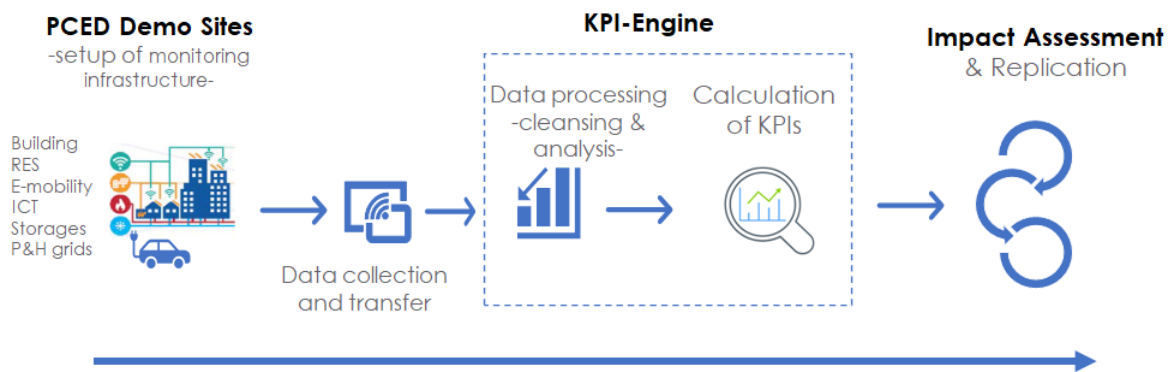 PCED Demo Sites
-setup of monitoring
infrastructure-
Building
RES
E-mobility
ICT
Storages
P&H grids
Data collection
and transfer
KPI-Engine
Data processing
-cleansing &
analysis-
Calculation
of KPIs
Impact Assessment
& Replication